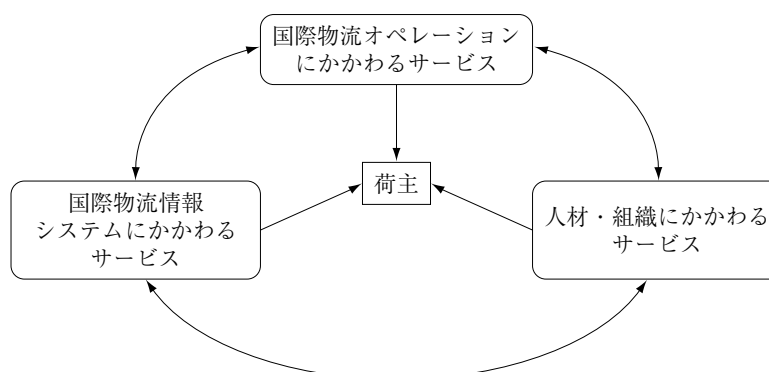 国際物流オペレーション
にかかわるサービス
荷主
国際物流情報
システムにかかわる
サービス
人材・組織にかかわる
サービス